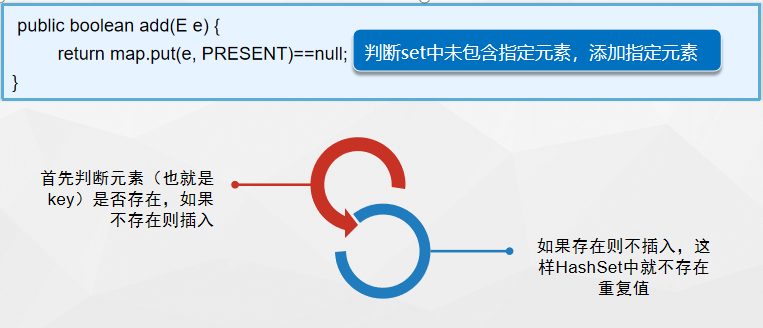 public boolean add(E e) {
return map.put(e, PRESENT)==null;
判断set中未包含指定元素，添加指定元素
}
首先判断元素（也就是
key）是否存在，如果
不存在则插入
如果存在则不插入，这
样HashSet中就不存在
重复值